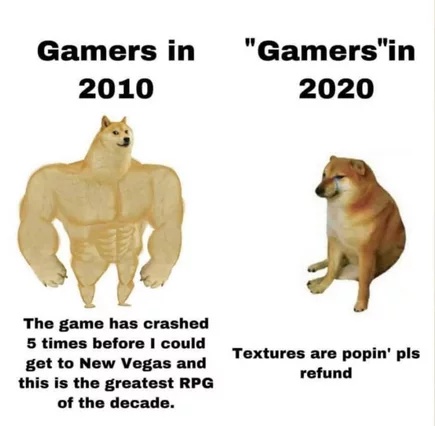 Gamers in
2010
"Gamers"in
2020
The game has crashed
5 times before I could
get to New Vegas and
this is the greatest RPG
of the decade.
Textures are popin' pls
refund